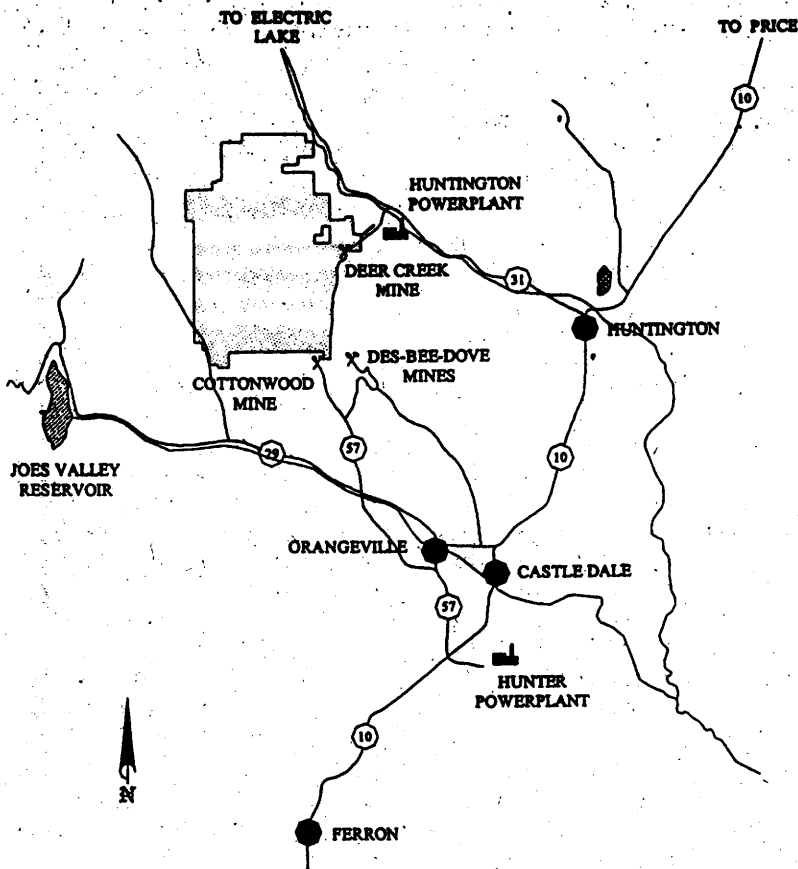 TO ELECTRIC
LAKE
TO PRICE
10
HUNTINGTON
POWERPLANT
DEER CREEK
MINE
31
HUNTINGTON
DES-BEE-DOVE
MINES
COTTONWOOD
MINE
57
29
10
JOES VALLEY
RESERVOIR
ORANGEVILLE
CASTLE DALE
57
HUNTER
POWERPLANT
10
N
FERRON